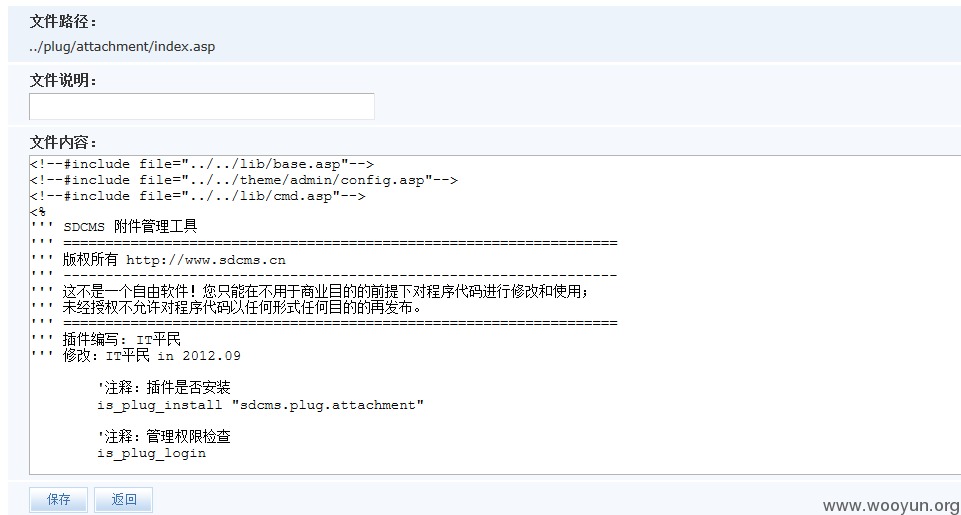 文件路径：
../plug/attachment/index.asp
文件说明：
文件内容：
<!--#include file="../../lib/base.asp"-->
<!--#include file="../../theme/admin/config.asp"-->
<!--#include file="../../lib/cmd.asp"-->
<%
''' SDCMS 附件管理工具
''' ==================================================================
''' 版权所有 http://www.sdcms.cn
''' ------------------------------------------------------------------
''' 这不是一个自由软件！您只能在不用于商业目的的前提下对程序代码进行修改和使用；
''' 未经授权不允许对程序代码以任何形式任何目的的再发布。
''' ==================================================================
''' 插件编写：IT平民
''' 修改：IT平民 in 2012.09
'注释：插件是否安装
is_plug_install "sdcms.plug.attachment"
'注释：管理权限检查
is_plug_login
保存 返回
www.wooyun.org